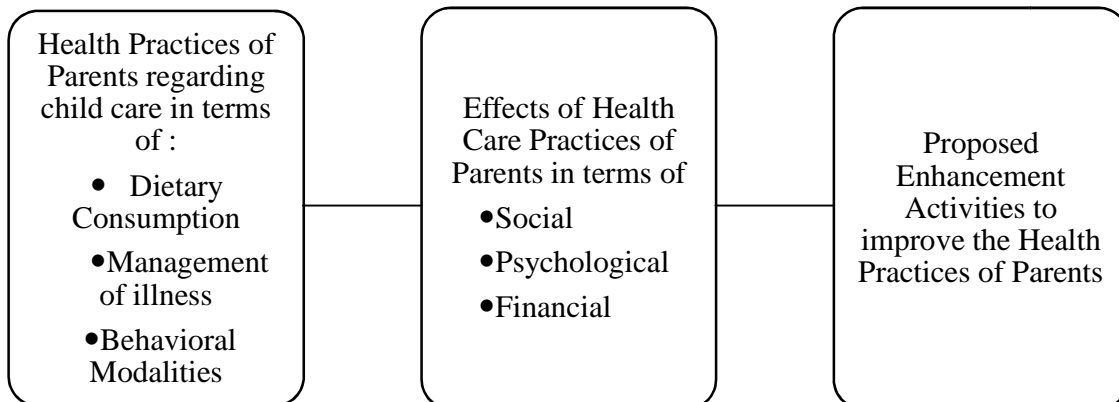 Health Practices of
Parents regarding
child care in terms
of :
• Dietary
Consumption
•Management
of illness
•Behavioral
Modalities
Effects of Health
Care Practices of
Parents in terms of
•Social
•Psychological
•Financial
Proposed
Enhancement
Activities to
improve the Health
Practices of Parents